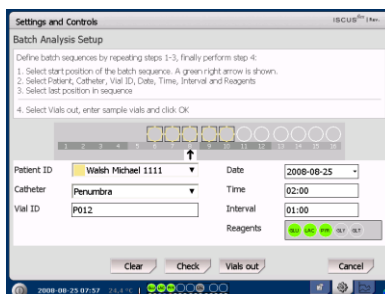 Settings and Controls
ISCUS flex
Batch Analysis Setup
Define batch sequences by repeating steps 1-3, finally perform step 4:
1. Select start position of the batch sequence. A green right arrow is shown.
2. Select Patient, Catheter, Vial ID, Date, Time, Interval and Reagents
3. Select last position in sequence
4. Select Vials out, enter sample vials and click OK
1 2 3 4 5 6 7 8 9 10 11 12 13 14 15 16
Patient ID Walsh Michael 1111 Date 2008-08-25
Catheter Penumbra Time 02:00
Vial ID P012 Interval 01:00
Reagents GLU LAC PYR GLY GLT
Clear Check Vials out Cancel
2008-08-25 07:57 24,4°C